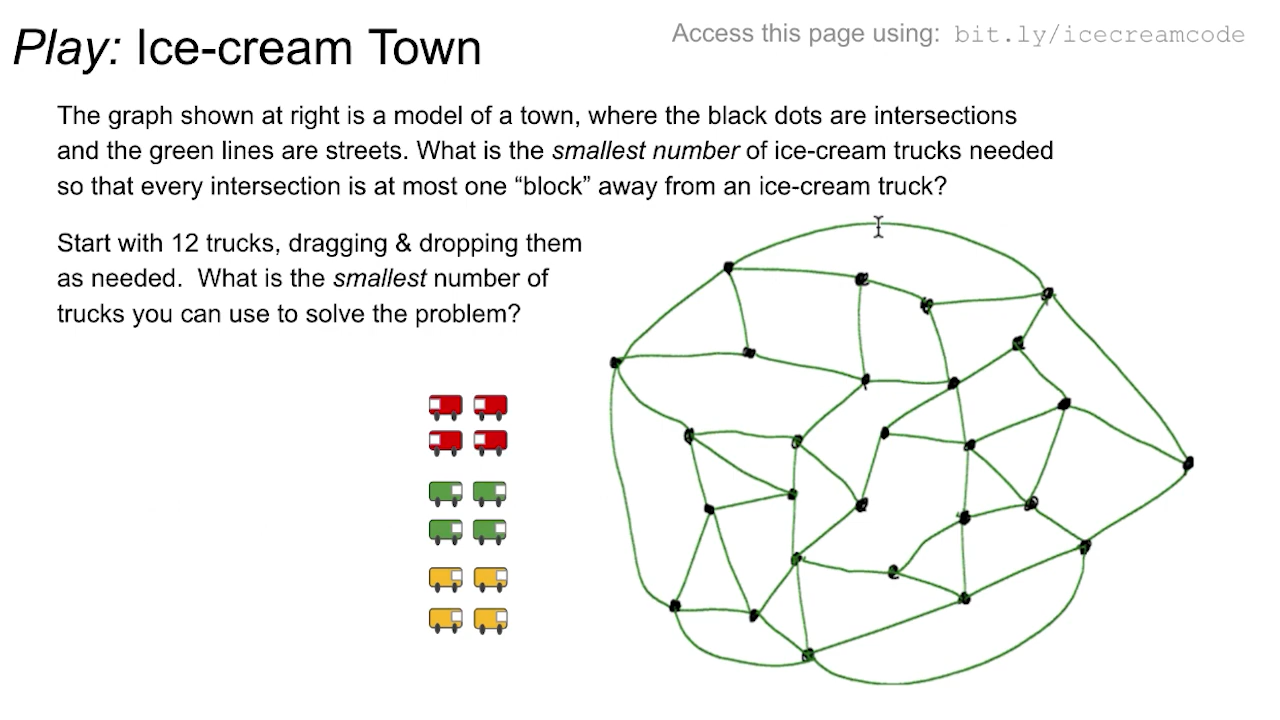 Play: Ice-cream Town
Access this page using: bit.ly/icecreamcode
The graph shown at right is a model of a town, where the black dots are intersections
and the green lines are streets. What is the smallest number of ice-cream trucks needed
so that every intersection is at most one “block” away from an ice-cream truck?
Start with 12 trucks, dragging & dropping them
as needed.  What is the smallest number of
trucks you can use to solve the problem?